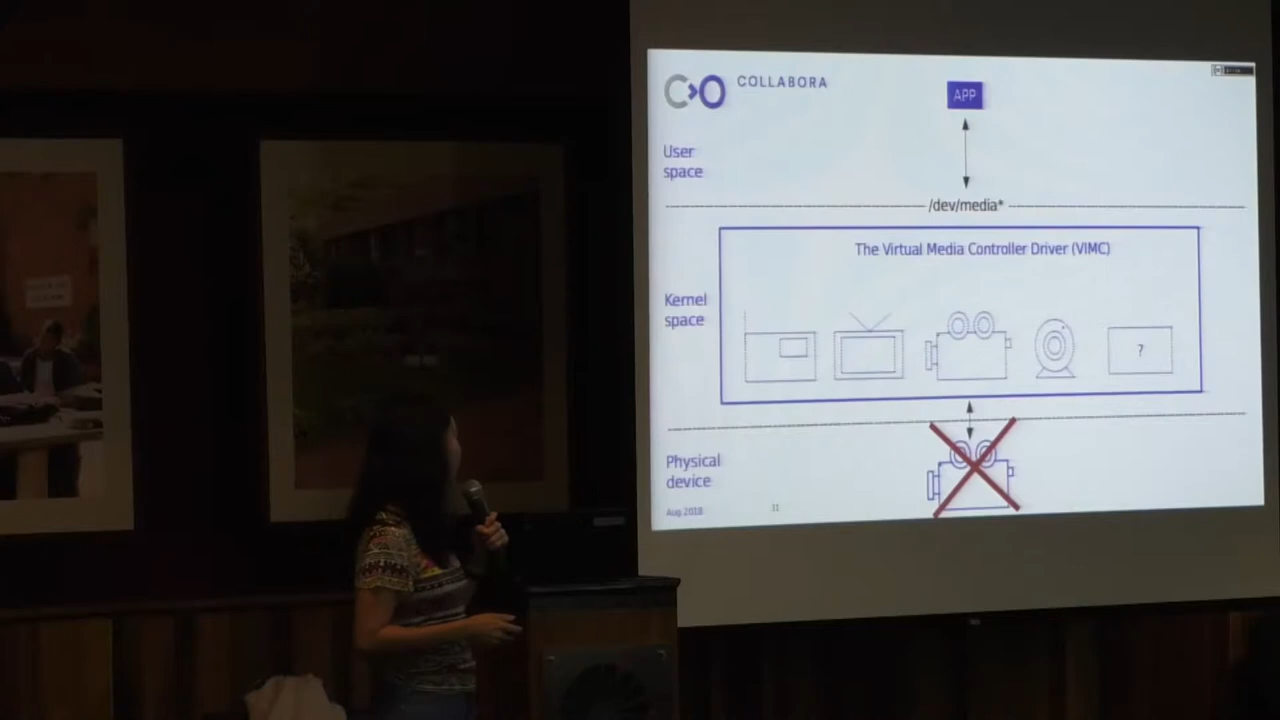 COLLABORA
APP
User
space
/dev/media*
The Virtual Media Controller Driver (VIMC)
Kernel
space
?
Physical
device
Aug 2018
11